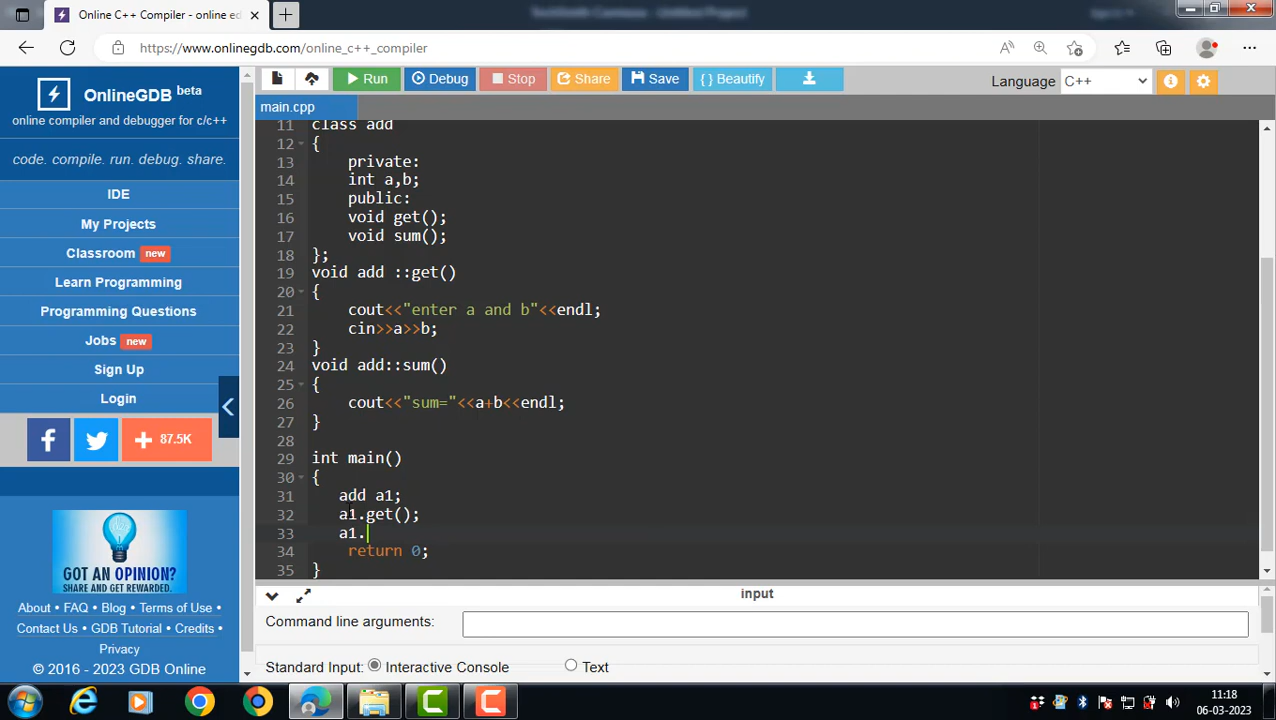 TechSmith Camtasia - Untitled Project
Online C++ Compiler - online ed
https://www.onlinegdb.com/online_c++_compiler
OnlineGDB beta
online compiler and debugger for c/c++
code. compile. run. debug. share.
IDE
My Projects
Classroom new
Learn Programming
Programming Questions
Jobs new
Sign Up
Login
87.5K
GOT AN OPINION?
SHARE AND GET REWARDED.
About • FAQ • Blog • Terms of Use •
Contact Us • GDB Tutorial • Credits •
Privacy
© 2016 - 2023 GDB Online
Run Debug Stop Share Save { } Beautify
Language C++
main.cpp
11 class add
12 {
13 private:
14 int a,b;
15 public:
16 void get();
17 void sum();
18 };
19 void add ::get()
20 {
21 cout<<"enter a and b"<<endl;
22 cin>>a>>b;
23 }
24 void add::sum()
25 {
26 cout<<"sum="<<a+b<<endl;
27 }
28
29 int main()
30 {
31 add a1;
32 a1.get();
33 a1.
34 return 0;
35 }
input
Command line arguments:
Standard Input: Interactive Console Text
11:18
06-03-2023